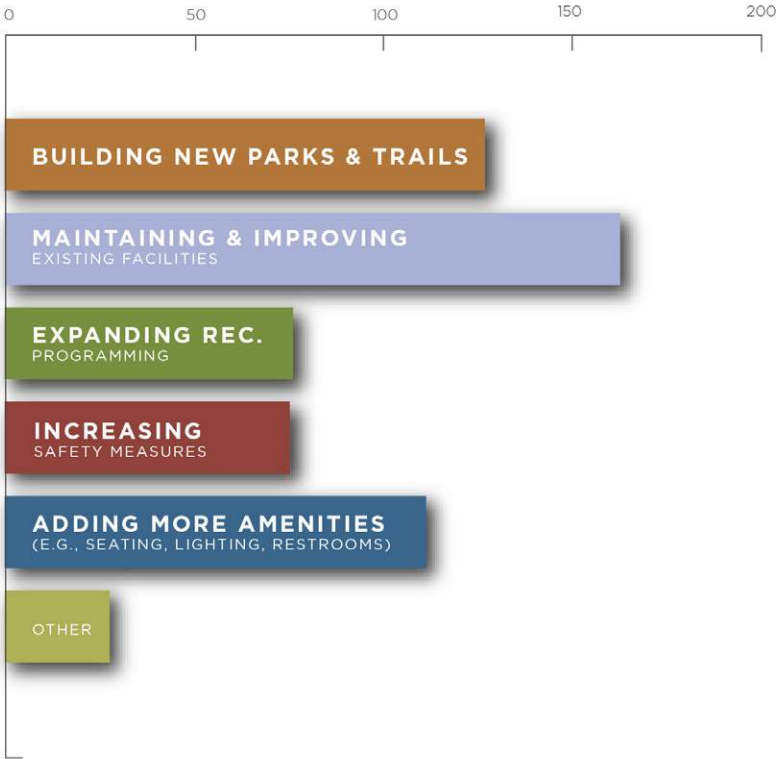 0 50 100 150 200
BUILDING NEW PARKS & TRAILS
MAINTAINING & IMPROVING
EXISTING FACILITIES
EXPANDING REC.
PROGRAMMING
INCREASING
SAFETY MEASURES
ADDING MORE AMENITIES
(E.G., SEATING, LIGHTING, RESTROOMS)
OTHER